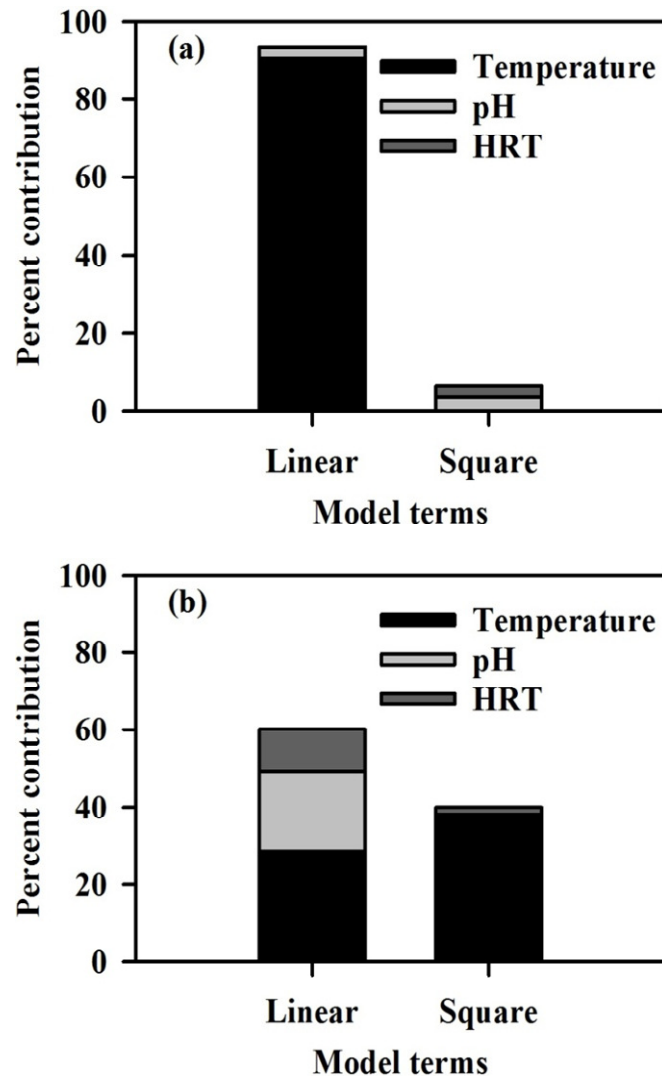 100
80
60
40
20
0
Percent contribution
(a)
Temperature
pH
HRT
Linear Square
Model terms
100
80
60
40
20
0
Percent contribution
(b)
Temperature
pH
HRT
Linear Square
Model terms